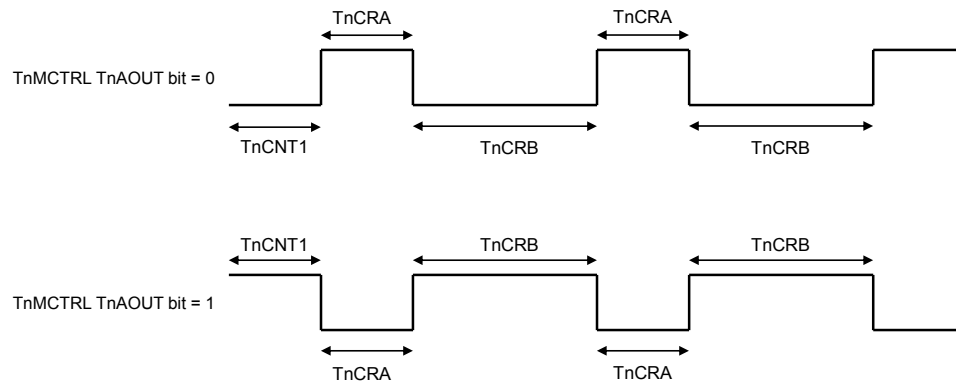 TnCRA TnCRA
TnMCTRL TnAOUT bit = 0
TnCNT1 TnCRB TnCRB
TnCNT1 TnCRB TnCRB
TnMCTRL TnAOUT bit = 1
TnCRA TnCRA